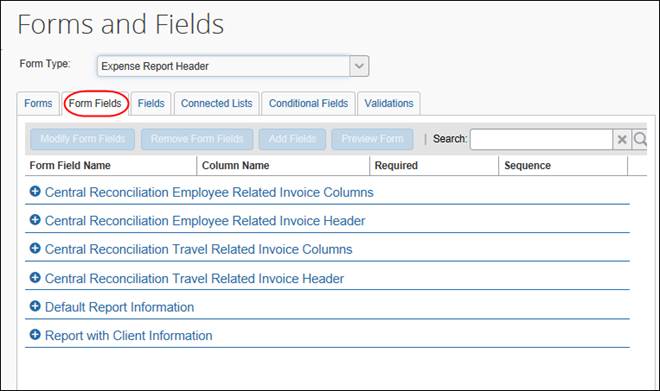 Forms and Fields
Form Type: Expense Report Header
Forms Form Fields Fields Connected Lists Conditional Fields Validations
Modify Form Fields Remove Form Fields Add Fields Preview Form | Search:
Form Field Name Column Name Required Sequence
Central Reconciliation Employee Related Invoice Columns
Central Reconciliation Employee Related Invoice Header
Central Reconciliation Travel Related Invoice Columns
Central Reconciliation Travel Related Invoice Header
Default Report Information
Report with Client Information